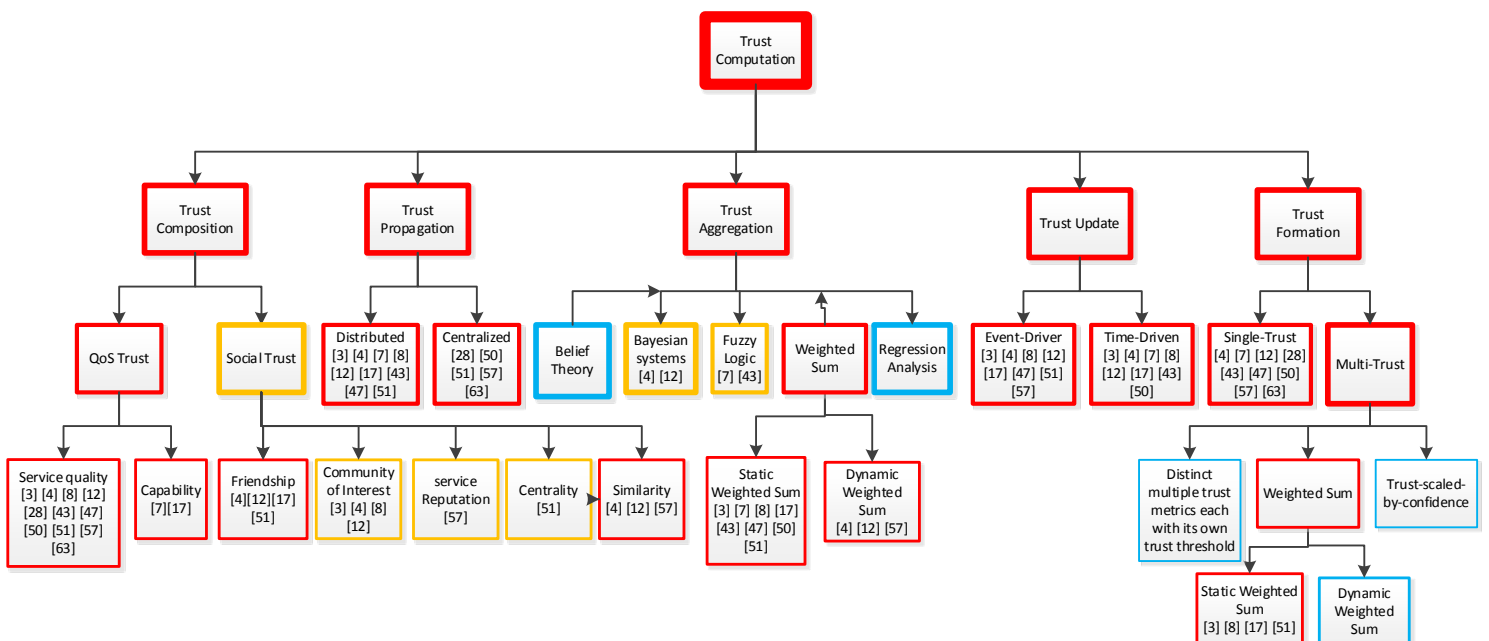 Trust
Computation
Trust
Composition
Trust
Propagation
Trust
Aggregation
Trust Update
Trust
Formation
QoS Trust
Social Trust
Distributed
[3] [4] [7] [8]
[12] [17] [43]
[47] [51]
Centralized
[28] [50]
[51] [57]
[63]
Belief
Theory
Bayesian
systems
[4] [12]
Fuzzy
Logic
[7] [43]
Weighted
Sum
Regression
Analysis
Event-Driver
[3] [4] [8] [12]
[17] [47] [51]
[57]
Time-Driven
[3] [4] [7] [8]
[12] [17] [43]
[50]
Single-Trust
[4] [7] [12] [28]
[43] [47] [50]
[57] [63]
Multi-Trust
Service quality
[3] [4] [8] [12]
[28] [43] [47]
[50] [51] [57]
[63]
Capability
[7][17]
Friendship
[4][12][17]
[51]
Community
of Interest
[3] [4] [8]
[12]
service
Reputation
[57]
Centrality
[51]
Similarity
[4] [12] [57]
Static
Weighted Sum
[3] [7] [8] [17]
[43] [47] [50]
[51]
Dynamic
Weighted
Sum
[4] [12] [57]
Distinct
multiple trust
metrics each
with its own
trust threshold
Weighted Sum
Trust-scaled-
by-confidence
Static Weighted
Sum
[3] [8] [17] [51]
Dynamic
Weighted
Sum